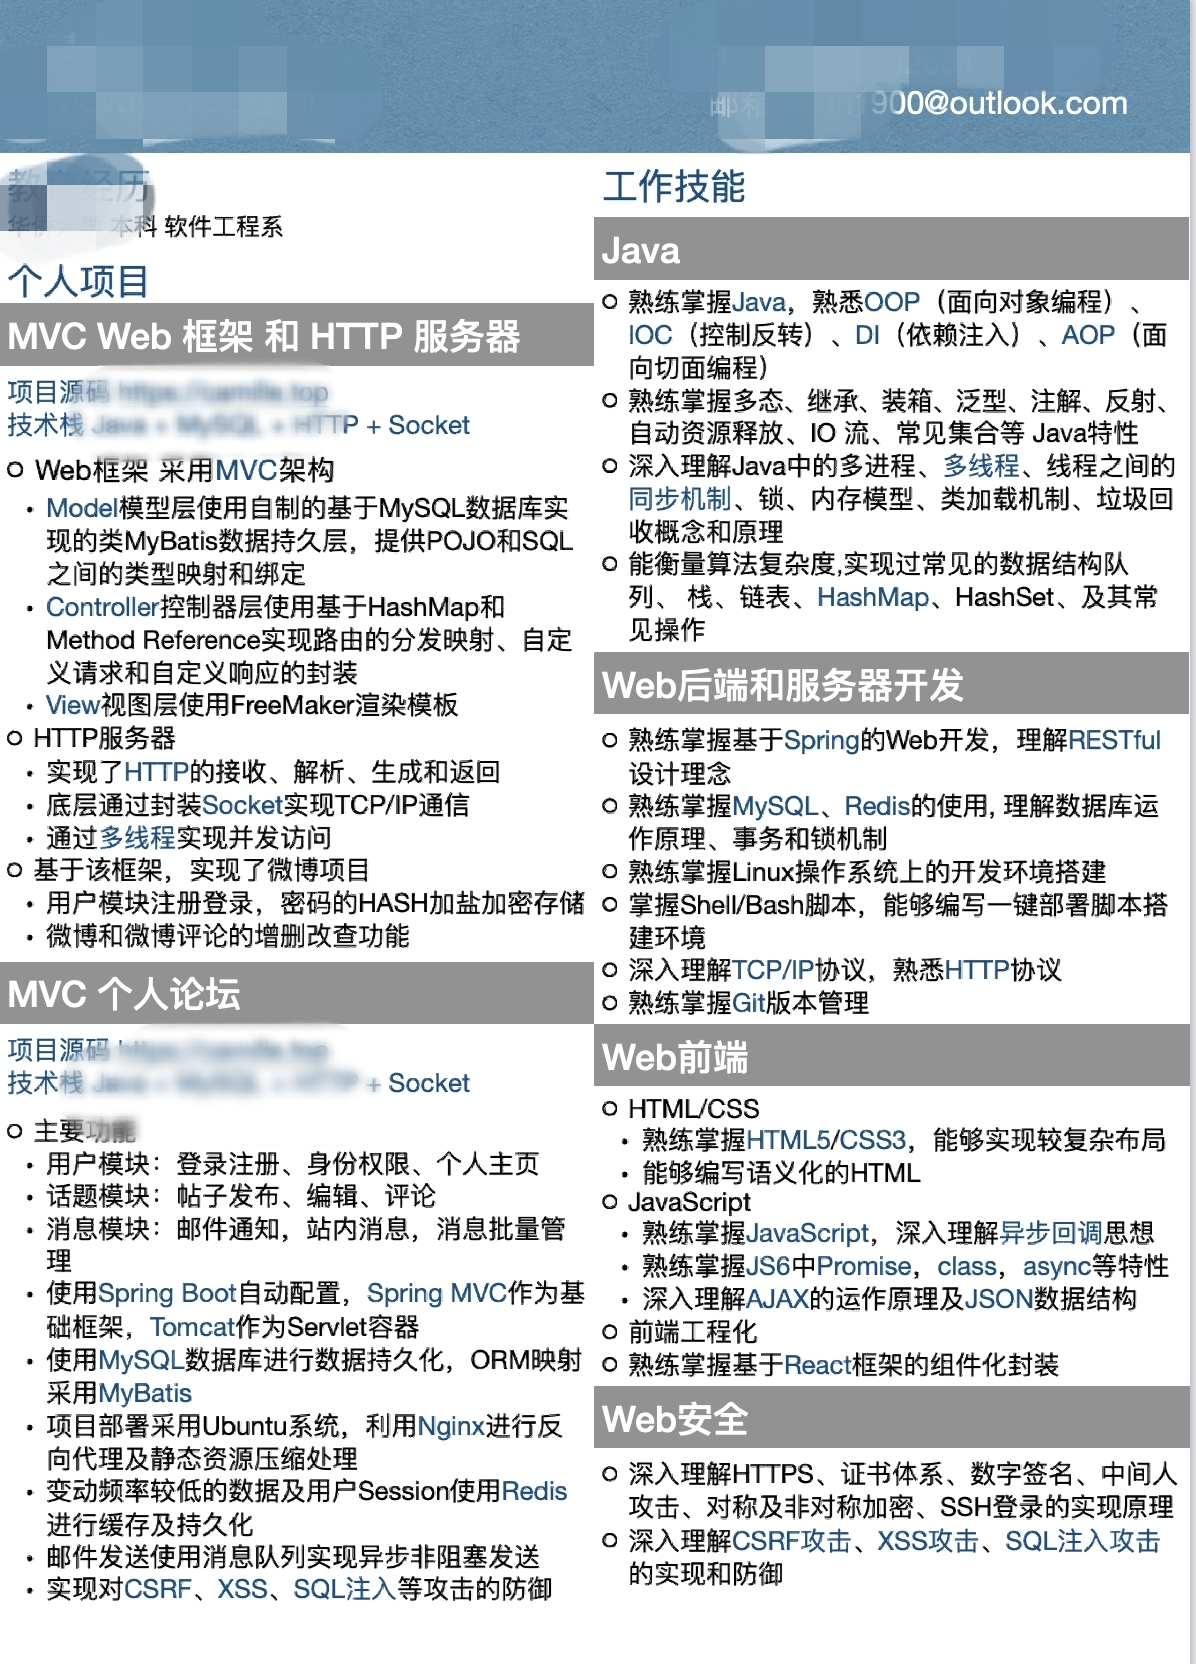 00@outlook.com
本科 软件工程系
个人项目
MVC Web 框架 和 HTTP 服务器
项目源码
技术栈 HTTP + Socket
Web框架 采用MVC架构
Model模型层使用自制的基于MySQL数据库实
现的类MyBatis数据持久层，提供POJO和SQL
之间的类型映射和绑定
Controller控制器层使用基于HashMap和
Method Reference实现路由的分发映射、自定
义请求和自定义响应的封装
View视图层使用FreeMaker渲染模板
HTTP服务器
实现了HTTP的接收、解析、生成和返回
底层通过封装Socket实现TCP/IP通信
通过多线程实现并发访问
基于该框架，实现了微博项目
用户模块注册登录，密码的HASH加盐加密存储
微博和微博评论的增删改查功能
MVC 个人论坛
项目源码
技术栈 + Socket
主要功能
用户模块：登录注册、身份权限、个人主页
话题模块：帖子发布、编辑、评论
消息模块：邮件通知，站内消息，消息批量管
理
使用Spring Boot自动配置，Spring MVC作为基
础框架，Tomcat作为Servlet容器
使用MySQL数据库进行数据持久化，ORM映射
采用MyBatis
项目部署采用Ubuntu系统，利用Nginx进行反
向代理及静态资源压缩处理
变动频率较低的数据及用户Session使用Redis
进行缓存及持久化
邮件发送使用消息队列实现异步非阻塞发送
实现对CSRF、XSS、SQL注入等攻击的防御
工作技能
Java
熟练掌握Java，熟悉OOP（面向对象编程）、
IOC（控制反转）、DI（依赖注入）、AOP（面
向切面编程）
熟练掌握多态、继承、装箱、泛型、注解、反射、
自动资源释放、IO 流、常见集合等 Java特性
深入理解Java中的多进程、多线程、线程之间的
同步机制、锁、内存模型、类加载机制、垃圾回
收概念和原理
能衡量算法复杂度,实现过常见的数据结构队
列、 栈、链表、HashMap、HashSet、及其常
见操作
Web后端和服务器开发
熟练掌握基于Spring的Web开发，理解RESTful
设计理念
熟练掌握MySQL、Redis的使用, 理解数据库运
作原理、事务和锁机制
熟练掌握Linux操作系统上的开发环境搭建
掌握Shell/Bash脚本，能够编写一键部署脚本搭
建环境
深入理解TCP/IP协议，熟悉HTTP协议
熟练掌握Git版本管理
Web前端
HTML/CSS
熟练掌握HTML5/CSS3，能够实现较复杂布局
能够编写语义化的HTML
JavaScript
熟练掌握JavaScript，深入理解异步回调思想
熟练掌握JS6中Promise，class，async等特性
深入理解AJAX的运作原理及JSON数据结构
前端工程化
熟练掌握基于React框架的组件化封装
Web安全
深入理解HTTPS、证书体系、数字签名、中间人
攻击、对称及非对称加密、SSH登录的实现原理
深入理解CSRF攻击、XSS攻击、SQL注入攻击
的实现和防御